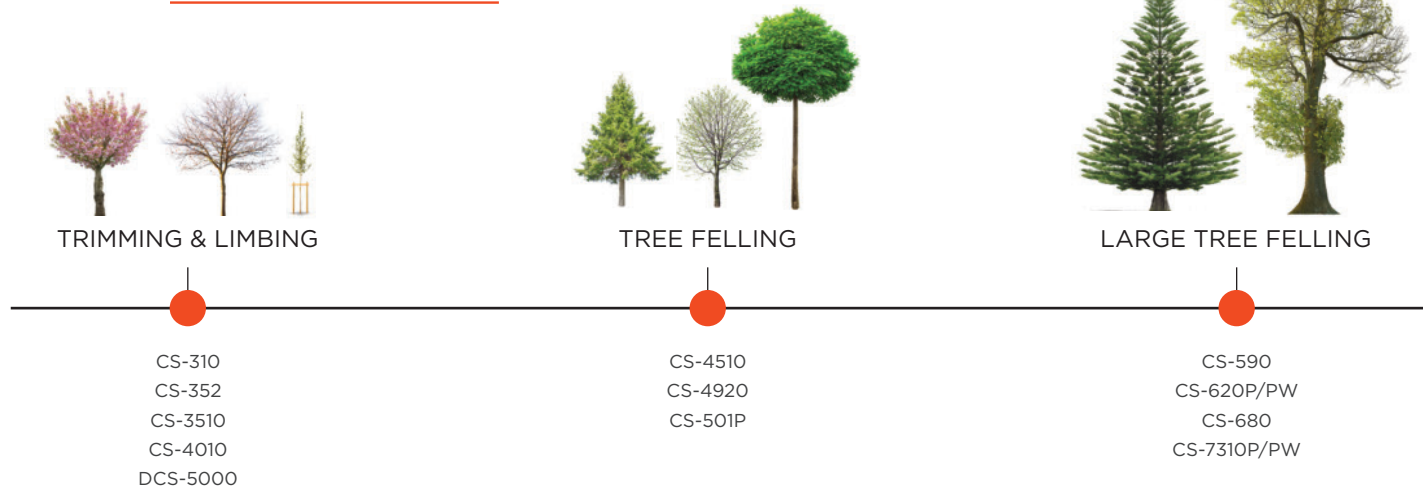 TRIMMING & LIMBING
CS-310
CS-352
CS-3510
CS-4010
DCS-5000
TREE FELLING
CS-4510
CS-4920
CS-501P
LARGE TREE FELLING
CS-590
CS-620P/PW
CS-680
CS-7310P/PW